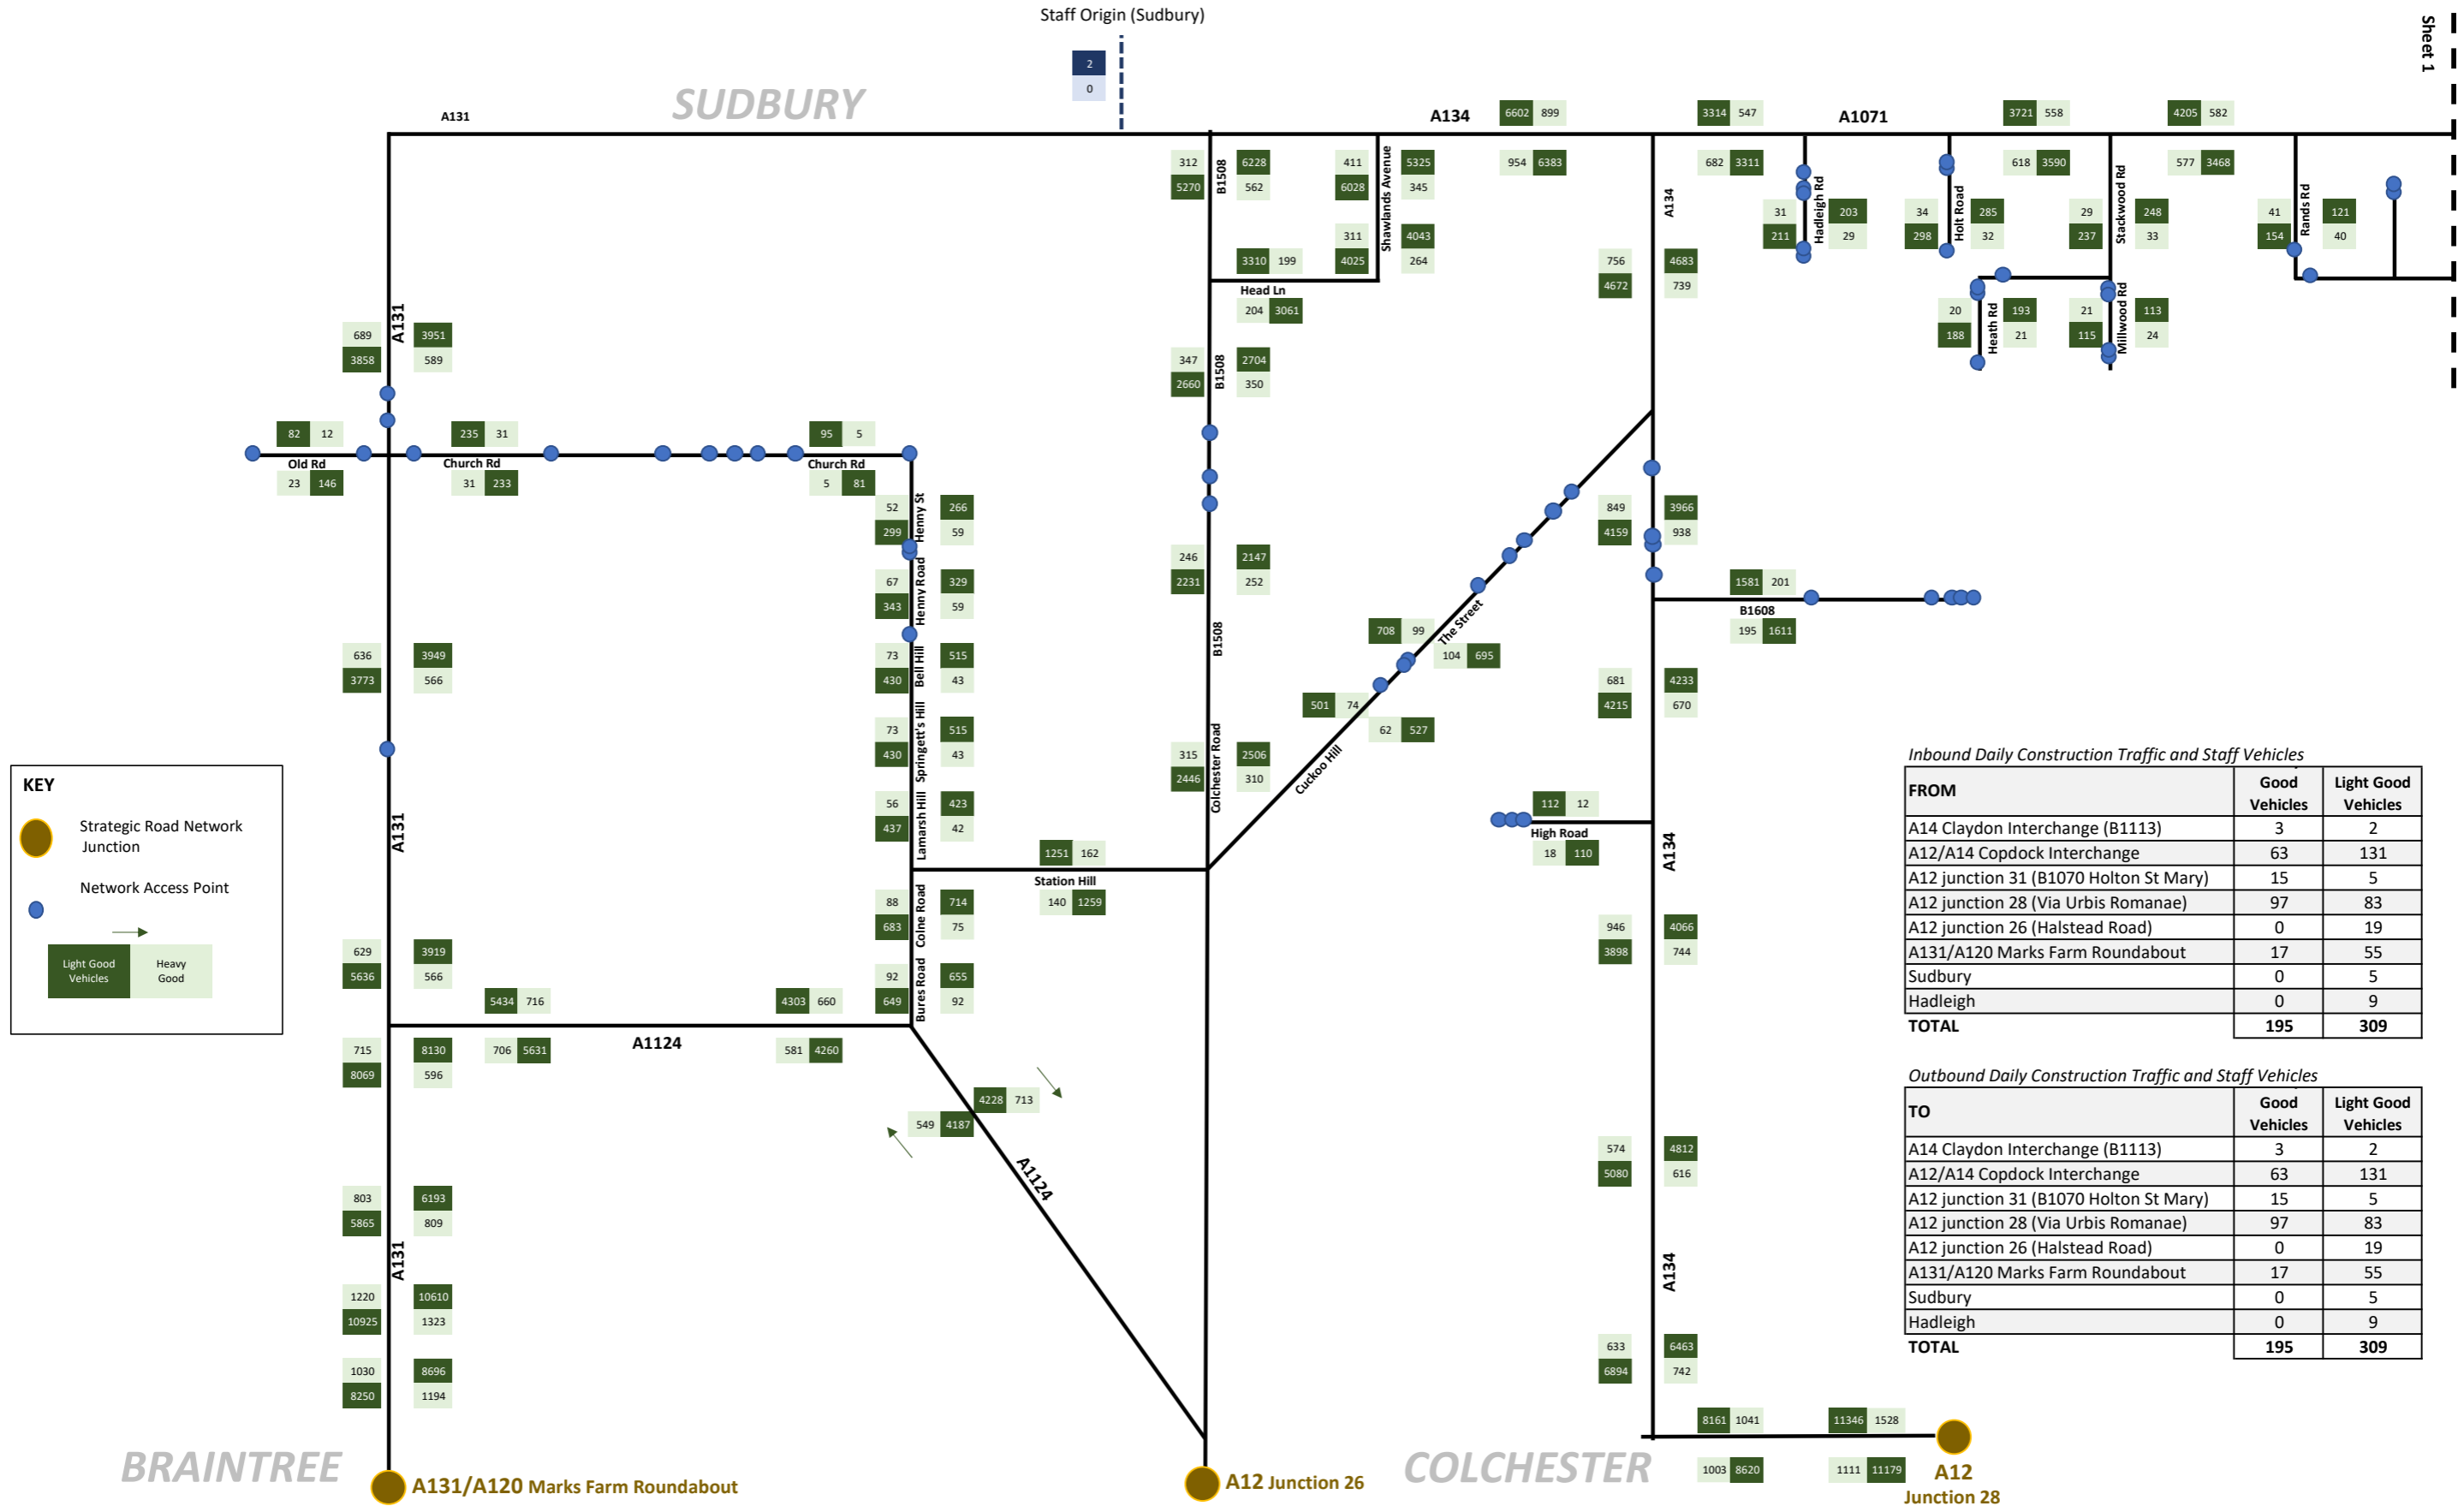 Staff Origin (Sudbury)
Sheet 1
2
0
SUDBURY
A131
A134
6602 899
3314 547
A1071
3721 558
4205 582
954 6383
682 3311
618 3590
577 3468
312
5270
B1508
6228
562
411
6028
Shawlands Avenue
5325
345
A134
31
211
Hadleigh Rd
203
29
34
298
Holt Road
285
32
29
237
Stackwood Rd
248
33
41
154
Rands Rd
121
40
311
4025
4043
264
3310 199
Head Ln
204 3061
756
4672
4683
739
20
188
Heath Rd
193
21
21
115
Millwood Rd
113
24
689
3858
A131
3951
589
347
2660
B1508
2704
350
82 12
Old Rd
23 146
235 31
Church Rd
31 233
95 5
Church Rd
5 81
52
299
Henny St
266
59
67
343
Henny Road
329
59
246
2231
2147
252
B1508
849
4159
3966
938
1581 201
B1608
195 1611
708 99
The Street
104 695
636
3773
3949
566
73
430
Bell Hill
515
43
681
4215
4233
670
501 74
62 527
Cuckoo Hill
73
430
Springett's Hill
515
43
315
2446
Colchester Road
2506
310
56
437
Lamarsh Hill
423
42
A131
112 12
High Road
18 110
A134
1251 162
Station Hill
140 1259
88
683
Colne Road
714
75
946
3898
4066
744
629
5636
3919
566
92
649
Bures Road
655
92
5434 716
4303 660
A1124
706 5631
581 4260
715
8069
8130
596
4228 713
549 4187
A1124
574
5080
4812
616
803
5865
6193
809
A131
A134
1220
10925
10610
1323
633
6894
6463
742
1030
8250
8696
1194
8161 1041
11346 1528
1003 8620
1111 11179
BRAINTREE
A131/A120 Marks Farm Roundabout
A12 Junction 26
COLCHESTER
A12
Junction 28
KEY
Strategic Road Network
Junction
Network Access Point
Light Good
Vehicles
Heavy
Good
Inbound Daily Construction Traffic and Staff Vehicles
FROM Good Vehicles Light Good Vehicles
A14 Claydon Interchange (B1113) 3 2
A12/A14 Copdock Interchange 63 131
A12 junction 31 (B1070 Holton St Mary) 15 5
A12 junction 28 (Via Urbis Romanae) 97 83
A12 junction 26 (Halstead Road) 0 19
A131/A120 Marks Farm Roundabout 17 55
Sudbury 0 5
Hadleigh 0 9
TOTAL 195 309
Outbound Daily Construction Traffic and Staff Vehicles
TO Good Vehicles Light Good Vehicles
A14 Claydon Interchange (B1113) 3 2
A12/A14 Copdock Interchange 63 131
A12 junction 31 (B1070 Holton St Mary) 15 5
A12 junction 28 (Via Urbis Romanae) 97 83
A12 junction 26 (Halstead Road) 0 19
A131/A120 Marks Farm Roundabout 17 55
Sudbury 0 5
Hadleigh 0 9
TOTAL 195 309